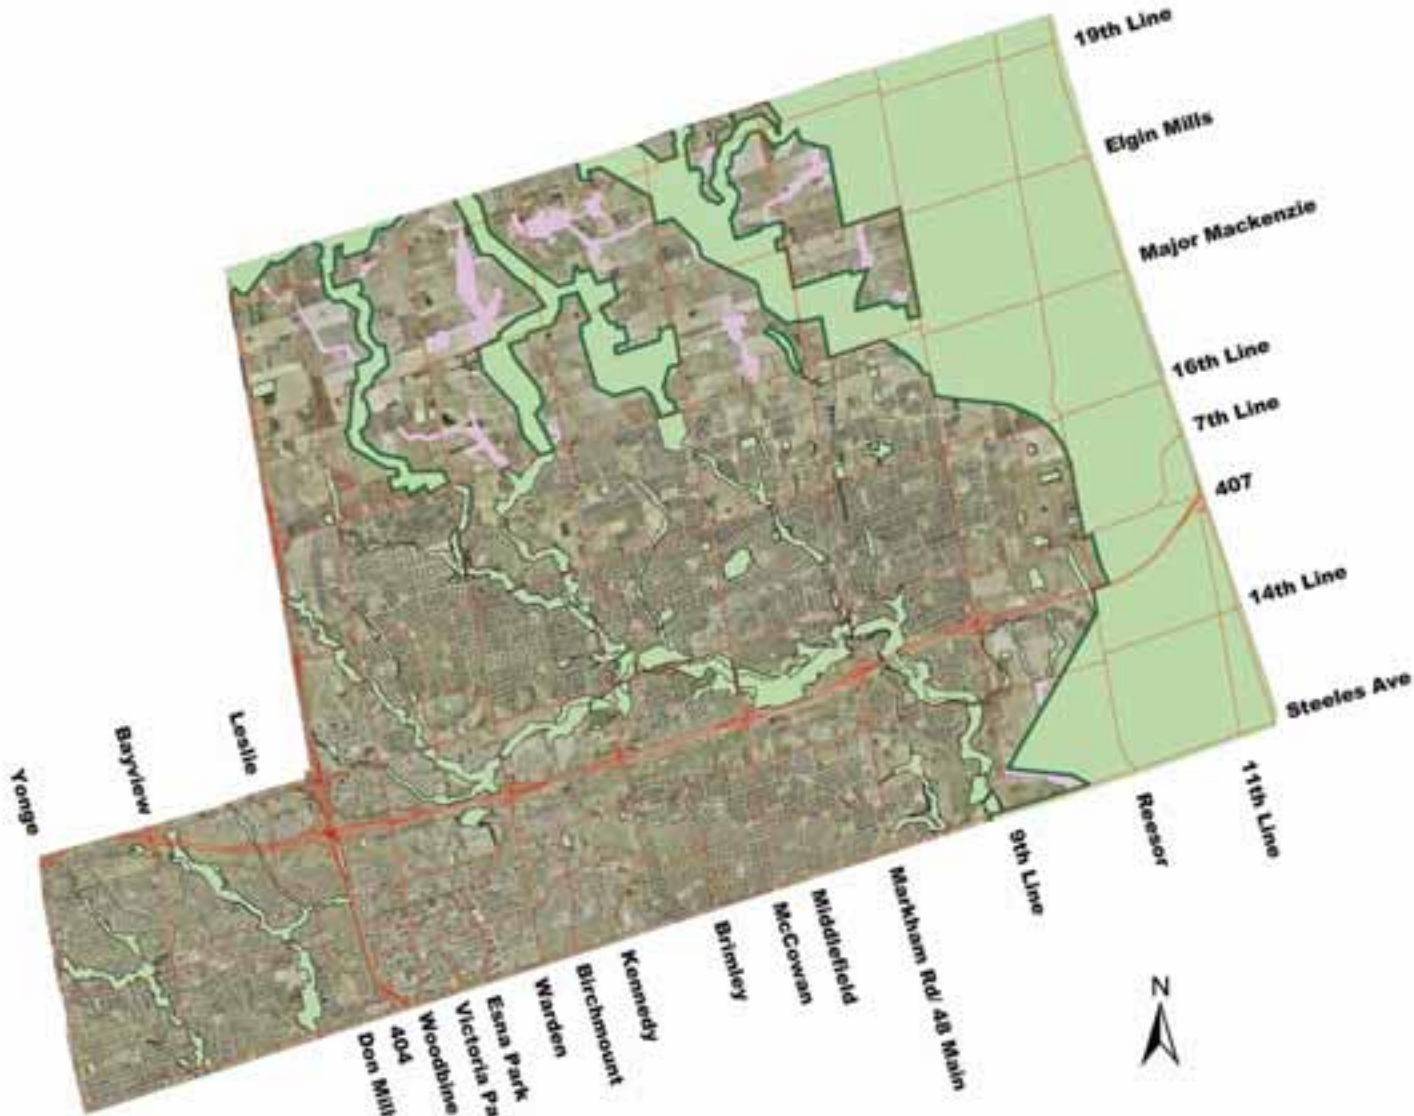 19th Line
Elgin Mills
Major Mackenzie
16th Line
7th Line
407
14th Line
Steeles Ave
Leslie
Bayview
Yonge
11th Line
Reesor
9th Line
Markham Rd/ 48 Main
Middlefield
McCowan
Brimley
Kennedy
Birchmount
Warden
Esna Park
Victoria Pa
Woodbine
404
Don Mill
N